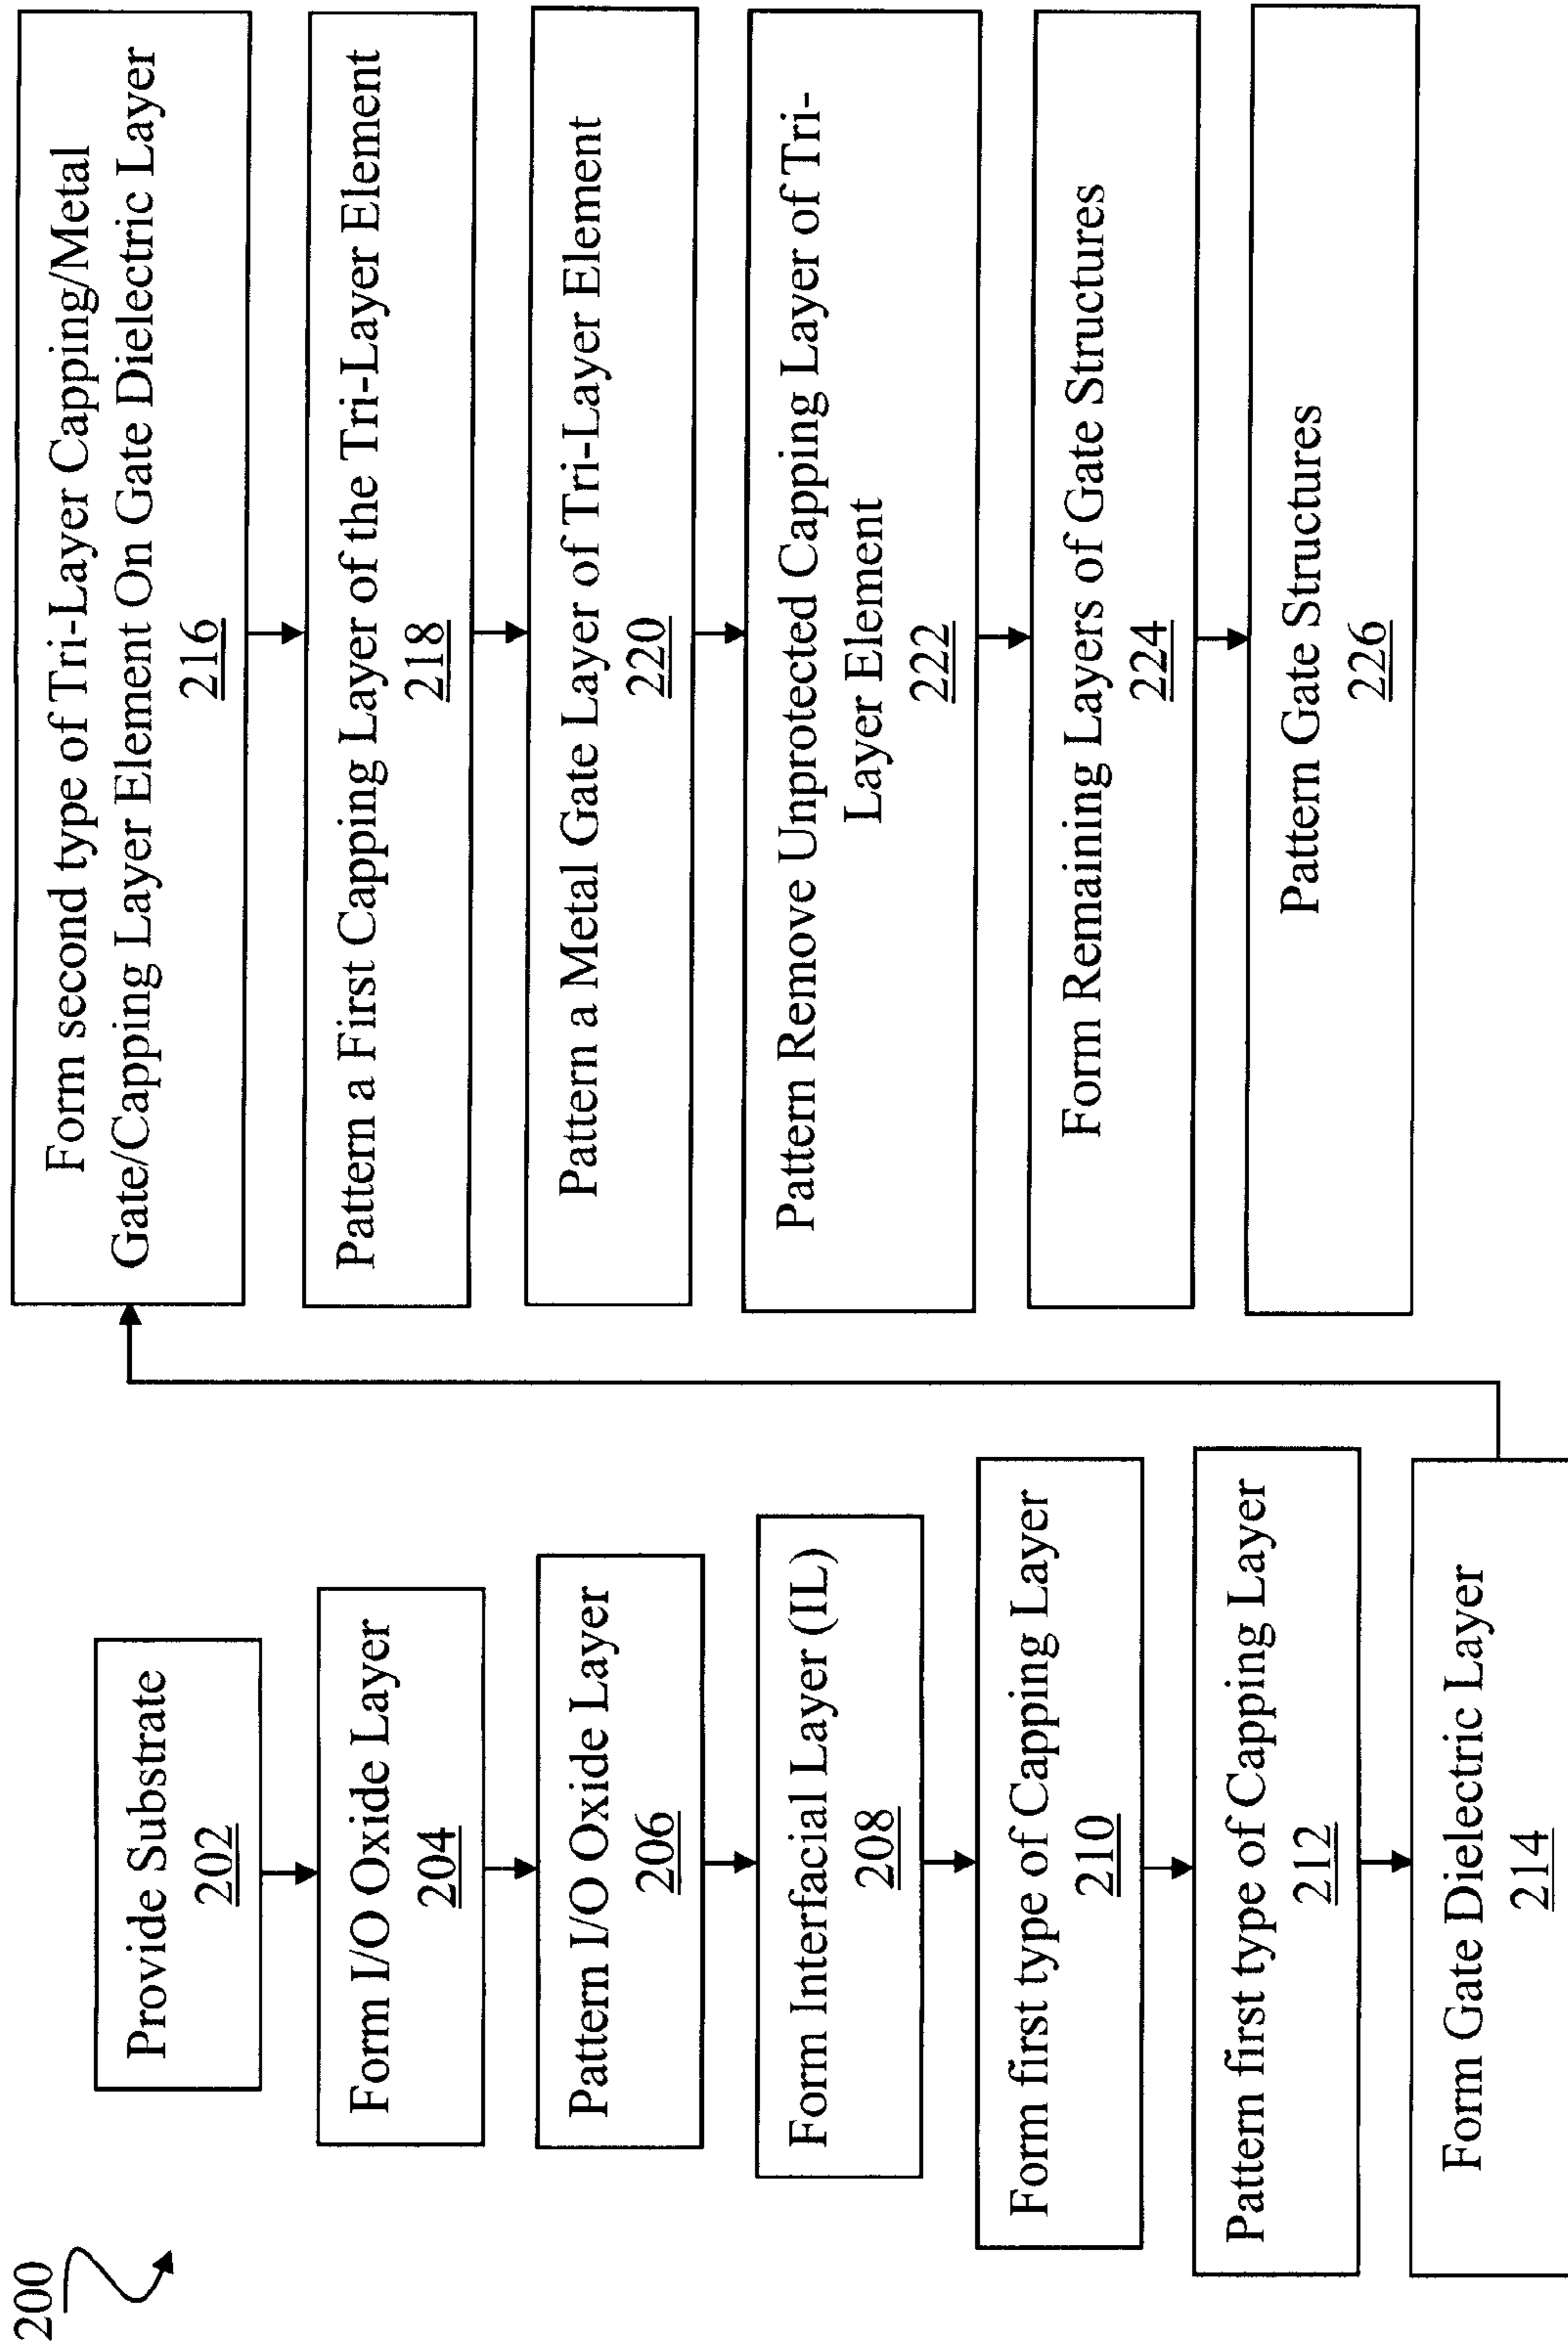 200
Provide Substrate
202
Form I/O Oxide Layer
204
Pattern I/O Oxide Layer
206
Form Interfacial Layer (IL)
208
Form first type of Capping Layer
210
Pattern first type of Capping Layer
212
Form Gate Dielectric Layer
214
Form second type of Tri-Layer Capping/Metal
Gate/Capping Layer Element On Gate Dielectric Layer
216
Pattern a First Capping Layer of the Tri-Layer Element
218
Pattern a Metal Gate Layer of Tri-Layer Element
220
Pattern Remove Unprotected Capping Layer of Tri-
Layer Element
222
Form Remaining Layers of Gate Structures
224
Pattern Gate Structures
226